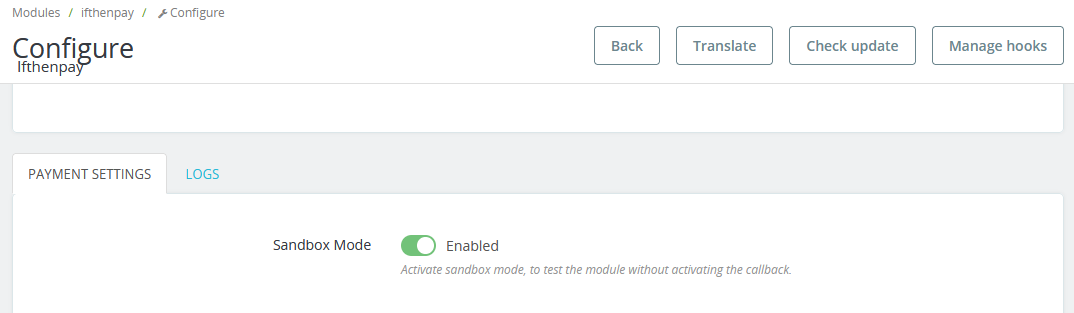 Modules / ifthenpay / Configure
Configure
Ifthenpay
Back
Translate
Check update
Manage hooks
PAYMENT SETTINGS
LOGS
Sandbox Mode
Enabled
Activate sandbox mode, to test the module without activating the callback.